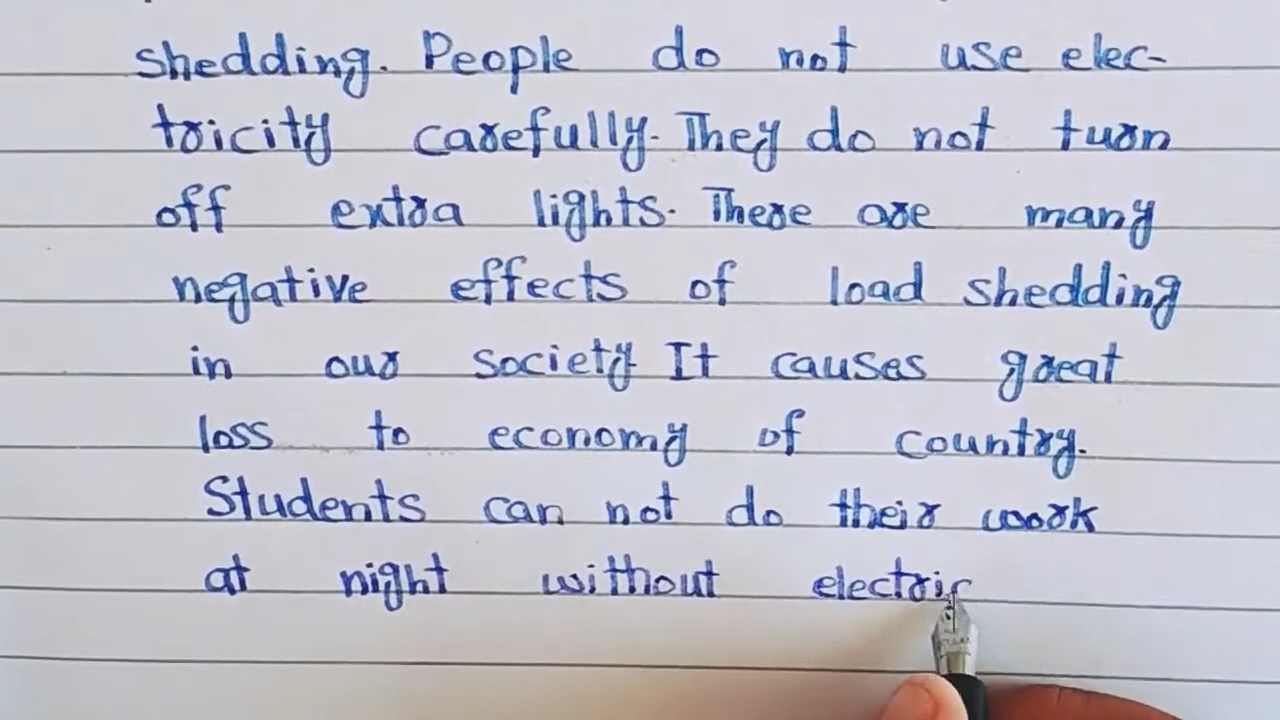 shedding. People do not use elec-
tricity carefully. They do not turn
off extra lights. There are many
negative effects of load shedding
in our society It causes great
loss to economy of country.
Students can not do their work
at night without electric